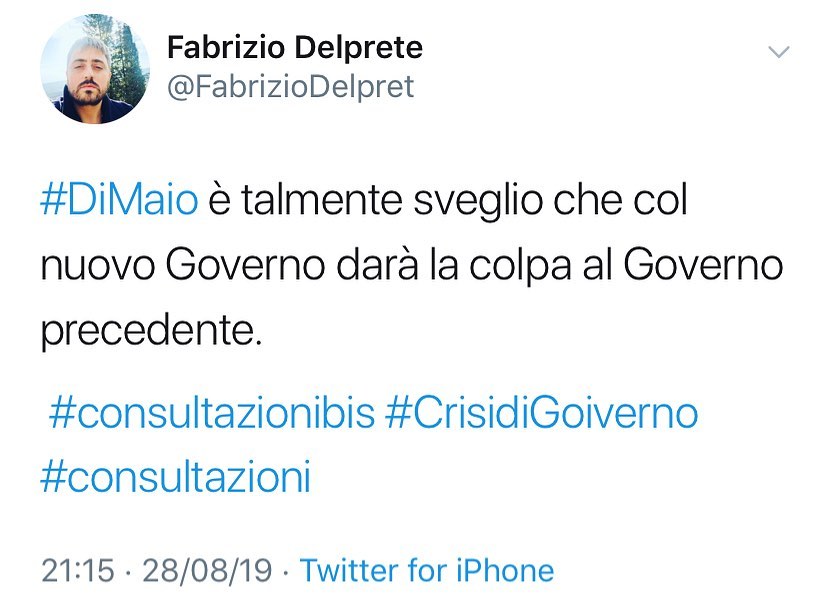 Fabrizio Delprete
@FabrizioDelpret
#DiMaio è talmente sveglio che col
nuovo Governo darà la colpa al Governo
precedente.
#consultazionibis #CrisidiGoiverno
#consultazioni
21:15 · 28/08/19 · Twitter for iPhone